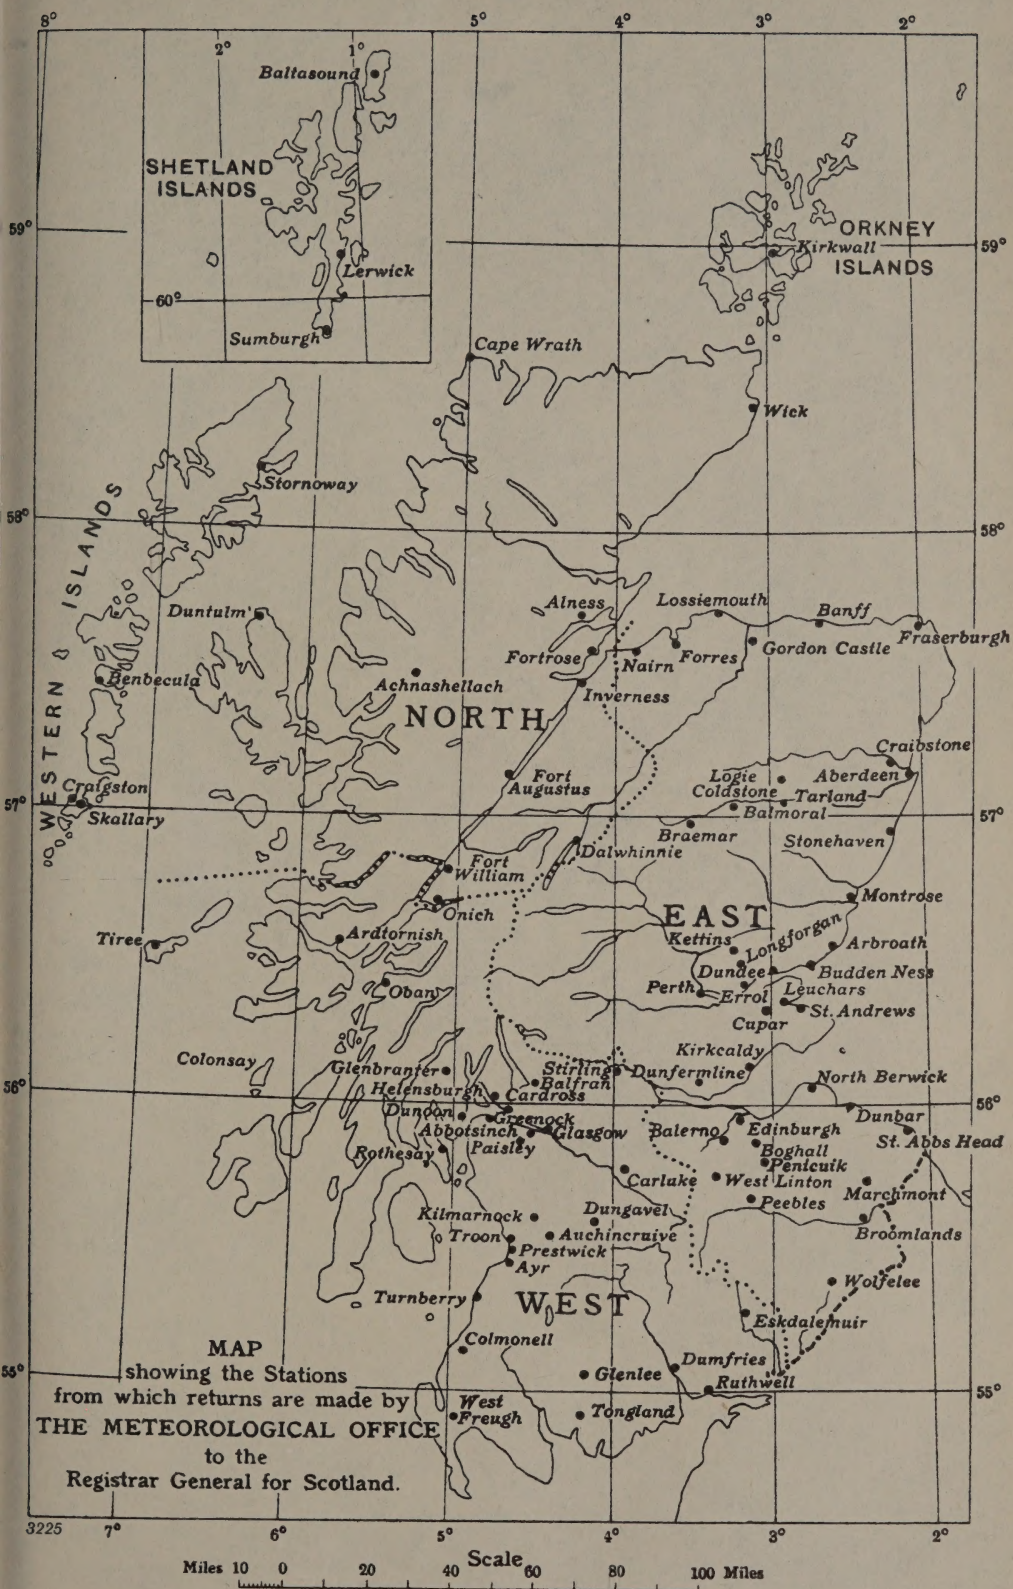 8° 5° 4° 3° 2°
2° 1°
Baltasound
SHETLAND
ISLANDS
59°
ORKNEY
Kirkwall
59°
ISLANDS
Lerwick
60°
Sumburgh
Cape Wrath
Wick
Stornoway
58°
58°
WESTERN ISLANDS
Duntulm
Alness
Lossiemouth
Banff
Fraserburgh
Fortrose
Nairn
Forres
Gordon Castle
Benbecula
Achnashellach
Inverness
NORTH
Craibstone
Fort
Augustus
Logie
Coldstone
Aberdeen
Tarland
Craigston
57°
Skallary
Balmoral
57°
Braemar
Stonehaven
Dalwhinnie
Fort
William
Montrose
Onich
EAST
Tiree
Ardtornish
Kettins
Longforgan
Arbroath
Dundee
Budden Ness
Oban
Perth
Errol
Leuchars
St. Andrews
Cupar
Colonsay
Kirkcaldy
Glenbranter
Stirling
Dunfermline
56°
Helensburgh
Balfran
North Berwick
56°
Cardross
Dunoon
Greenock
Dunbar
Abbotsinch
Glasgow
Balerno
Edinburgh
St. Abbs Head
Rothesay
Paisley
Boghall
Penicuik
Carluke
West Linton
Marchmont
Peebles
Kilmarnock
Dungavel
Troon
Auchincruive
Broomlands
Prestwick
Ayr
Wolfelee
Turnberry
WEST
Eskdalemuir
Colmonell
MAP
showing the Stations
from which returns are made by
THE METEOROLOGICAL OFFICE
to the
Registrar General for Scotland.
55°
Glenlee
Dumfries
Ruthwell
55°
West
Freugh
Tongland
3225
7° 6° 5° 4° 3° 2°
Scale
Miles 10 0 20 40 60 80 100 Miles